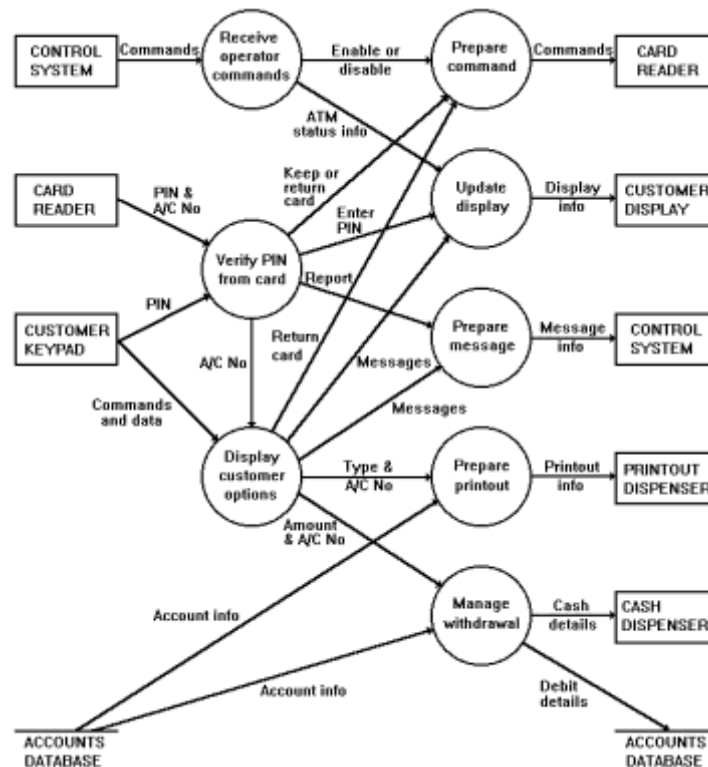 CONTROL
SYSTEM
Commands
Receive
operator
commands
Enable or
disable
Prepare
command
Commands
CARD
READER
ATM
status info
CARD
READER
PIN &
A/C No
Keep or
return
card
Enter
PIN
Update
display
Display
info
CUSTOMER
DISPLAY
Verify PIN
from card
Report
CUSTOMER
KEYPAD
PIN
A/C No
Return
card
Messages
Prepare
message
Message
info
CONTROL
SYSTEM
Commands
and data
Messages
Display
customer
options
Type &
A/C No
Prepare
printout
Printout
info
PRINTOUT
DISPENSER
Amount
& A/C No
Account info
Manage
withdrawal
Cash
details
CASH
DISPENSER
Account info
Debit
details
ACCOUNTS
DATABASE
ACCOUNTS
DATABASE